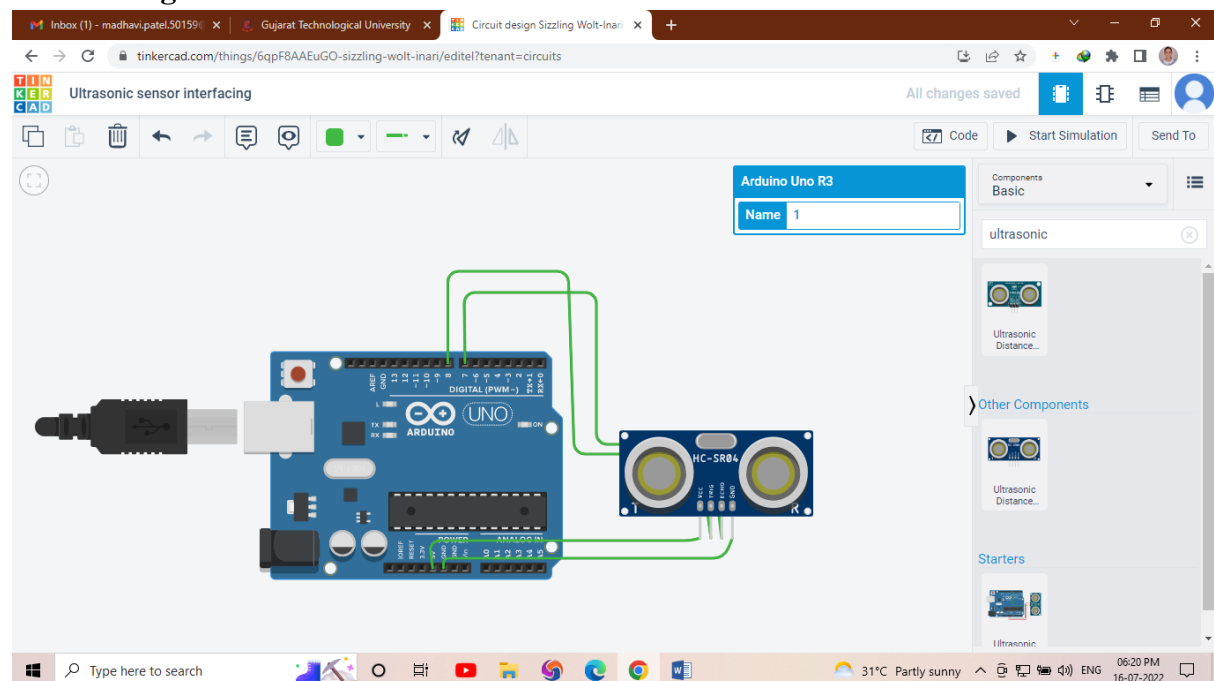 Inbox (1) - madhavi.patel.50159@
Gujarat Technological University
Circuit design Sizzling Wolt-Inari
tinkercad.com/things/6qpF8AAEuGO-sizzling-wolt-inari/editel?tenant=circuits
TIN
KER
CAD
Ultrasonic sensor interfacing
All changes saved
Code
Start Simulation
Send To
Arduino Uno R3
Name 1
Components
Basic
ultrasonic
Ultrasonic
Distance...
Other Components
Ultrasonic
Distance...
Starters
Ultrasonic
AREF
GND
13
12
~11
~10
~9
8
7
~6
~5
4
~3
2
TX→1
RX←0
DIGITAL (PWM~)
L
TX
RX
ARDUINO
UNO
ON
HC-SR04
VCC
TRIG
ECHO
GND
T
R
POWER
ANALOG IN
IOREF
RESET
3.3V
5V
GND
GND
Vin
A0
A1
A2
A3
A4
A5
Type here to search
31°C Partly sunny
ENG
06:20 PM
16-07-2022